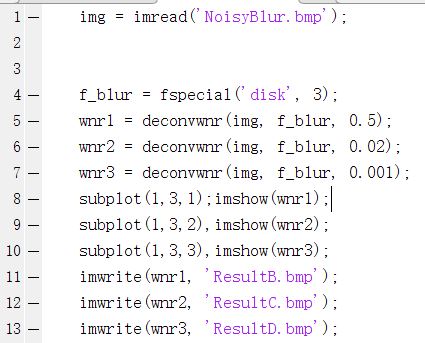 1 — img = imread('NoisyBlur.bmp');
2
3
4 — f_blur = fspecial('disk', 3);
5 — wnr1 = deconvwnr(img, f_blur, 0.5);
6 — wnr2 = deconvwnr(img, f_blur, 0.02);
7 — wnr3 = deconvwnr(img, f_blur, 0.001);
8 — subplot(1,3,1);imshow(wnr1);
9 — subplot(1,3,2),imshow(wnr2);
10 — subplot(1,3,3),imshow(wnr3);
11 — imwrite(wnr1, 'ResultB.bmp');
12 — imwrite(wnr2, 'ResultC.bmp');
13 — imwrite(wnr3, 'ResultD.bmp');